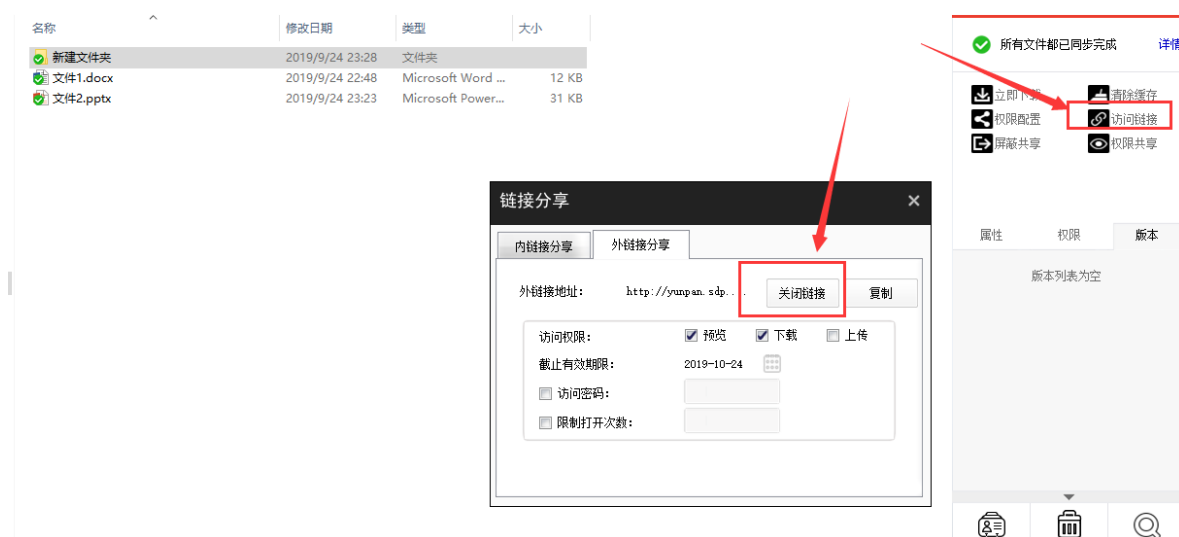 名称 修改日期 类型 大小
新建文件夹 2019/9/24 23:28 文件夹
文件1.docx 2019/9/24 22:48 Microsoft Word ... 12 KB
文件2.pptx 2019/9/24 23:23 Microsoft Power... 31 KB
链接分享
内链接分享 外链接分享
外链接地址: http://yunpan.sdp... 关闭链接 复制
访问权限: 预览 下载 上传
截止有效期限: 2019-10-24
访问密码:
限制打开次数:
所有文件都已同步完成 详情
立即下载 清除缓存
权限配置 访问链接
屏蔽共享 权限共享
属性 权限 版本
版本列表为空